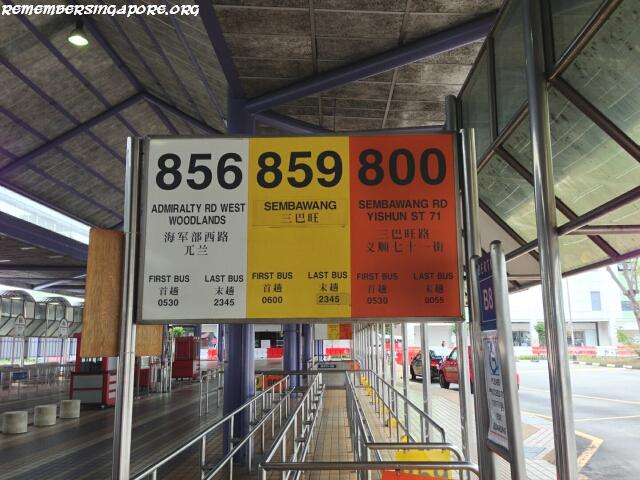 REMEMBERSINGAPORE.ORG
856
ADMIRALTY RD WEST
WOODLANDS
海军部西路
兀兰
FIRST BUS LAST BUS
首趟 末趟
0530 2345
859
SEMBAWANG
三巴旺
FIRST BUS LAST BUS
首趟 末趟
0600 2345
800
SEMBAWANG RD
YISHUN ST 71
三巴旺路
义顺七十一街
FIRST BUS LAST BUS
首趟 末趟
0530 0055